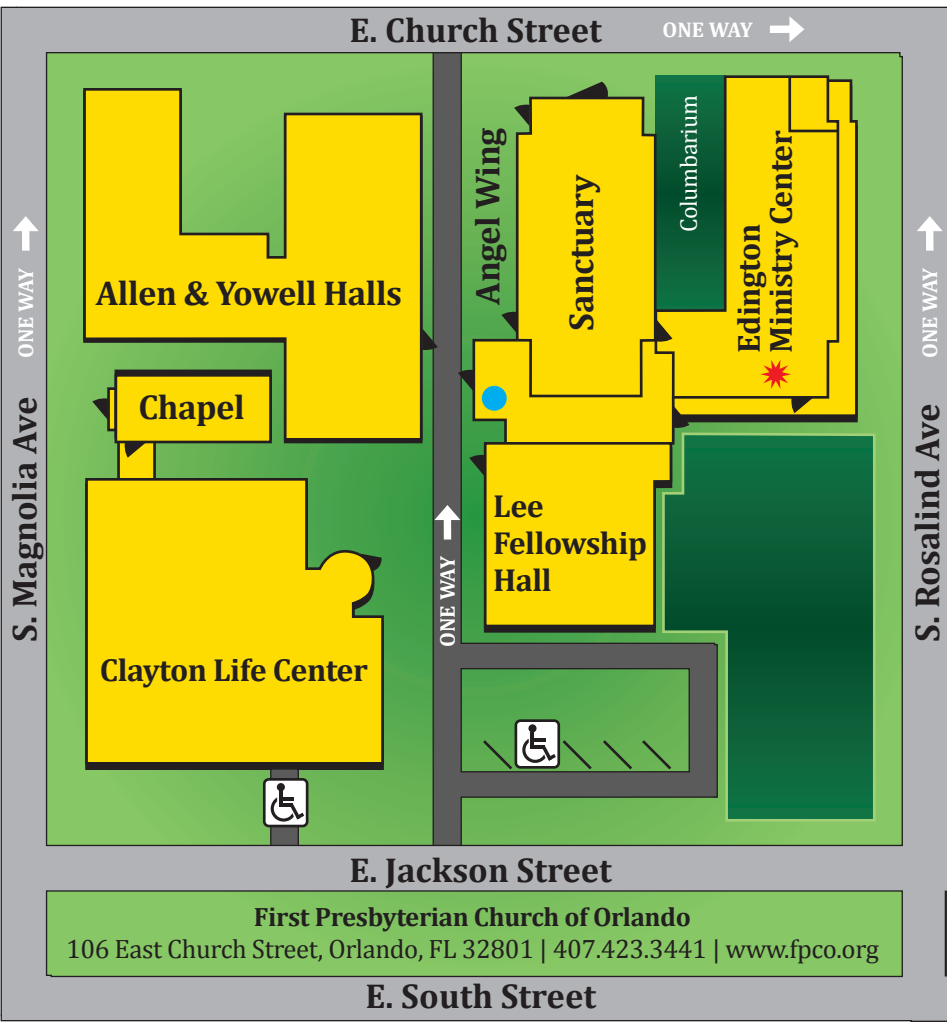 E. Church Street
ONE WAY
Columbarium
Angel Wing
Sanctuary
Edington
Ministry Center
ONE WAY
Allen & Yowell Halls
ONE WAY
Chapel
S. Magnolia Ave
S. Rosalind Ave
Lee
Fellowship
Hall
ONE WAY
Clayton Life Center
E. Jackson Street
First Presbyterian Church of Orlando
106 East Church Street, Orlando, FL 32801 | 407.423.3441 | www.fpco.org
E. South Street